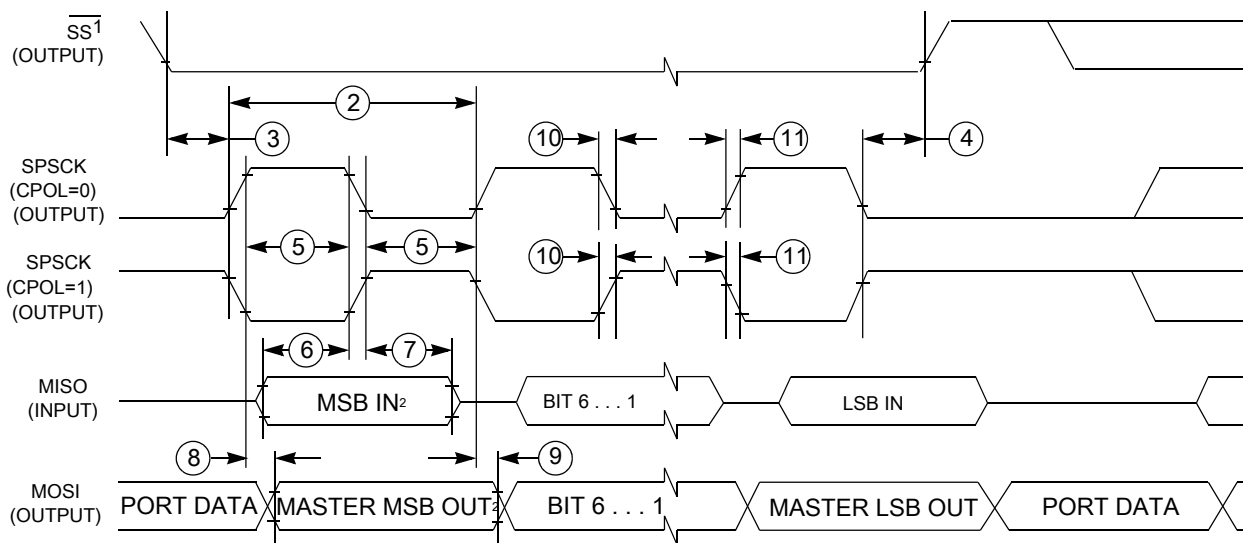 SS1
(OUTPUT)
2
3
10
11
4
SPSCK
(CPOL=0)
(OUTPUT)
5
5
SPSCK
(CPOL=1)
(OUTPUT)
10
11
6
7
MISO
(INPUT)
MSB IN2
BIT 6 . . . 1
LSB IN
8
9
MOSI
(OUTPUT)
PORT DATA
MASTER MSB OUT2
BIT 6 . . . 1
MASTER LSB OUT
PORT DATA